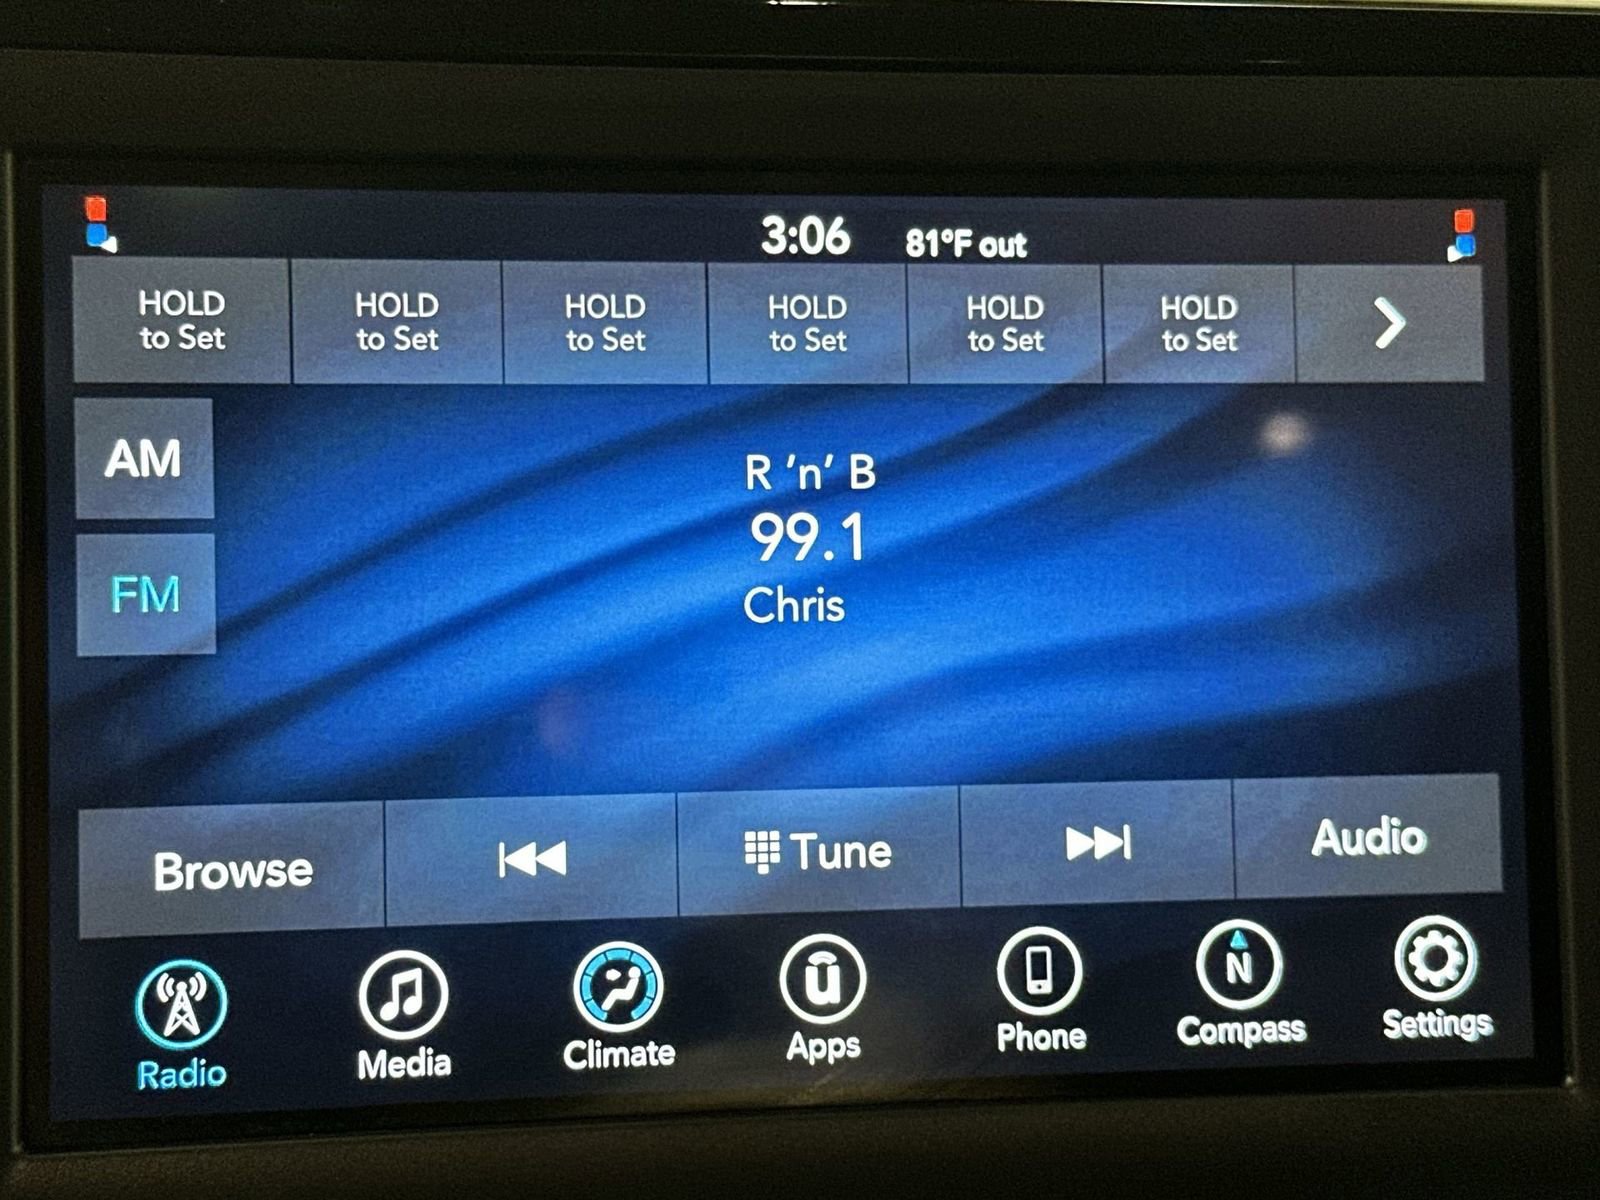 3:06 81°F out
HOLD
to Set
HOLD
to Set
HOLD
to Set
HOLD
to Set
HOLD
to Set
HOLD
to Set
AM
FM
R 'n' B
99.1
Chris
Browse
Tune
Audio
Radio
Media
Climate
u
Apps
Phone
N
Compass
Settings